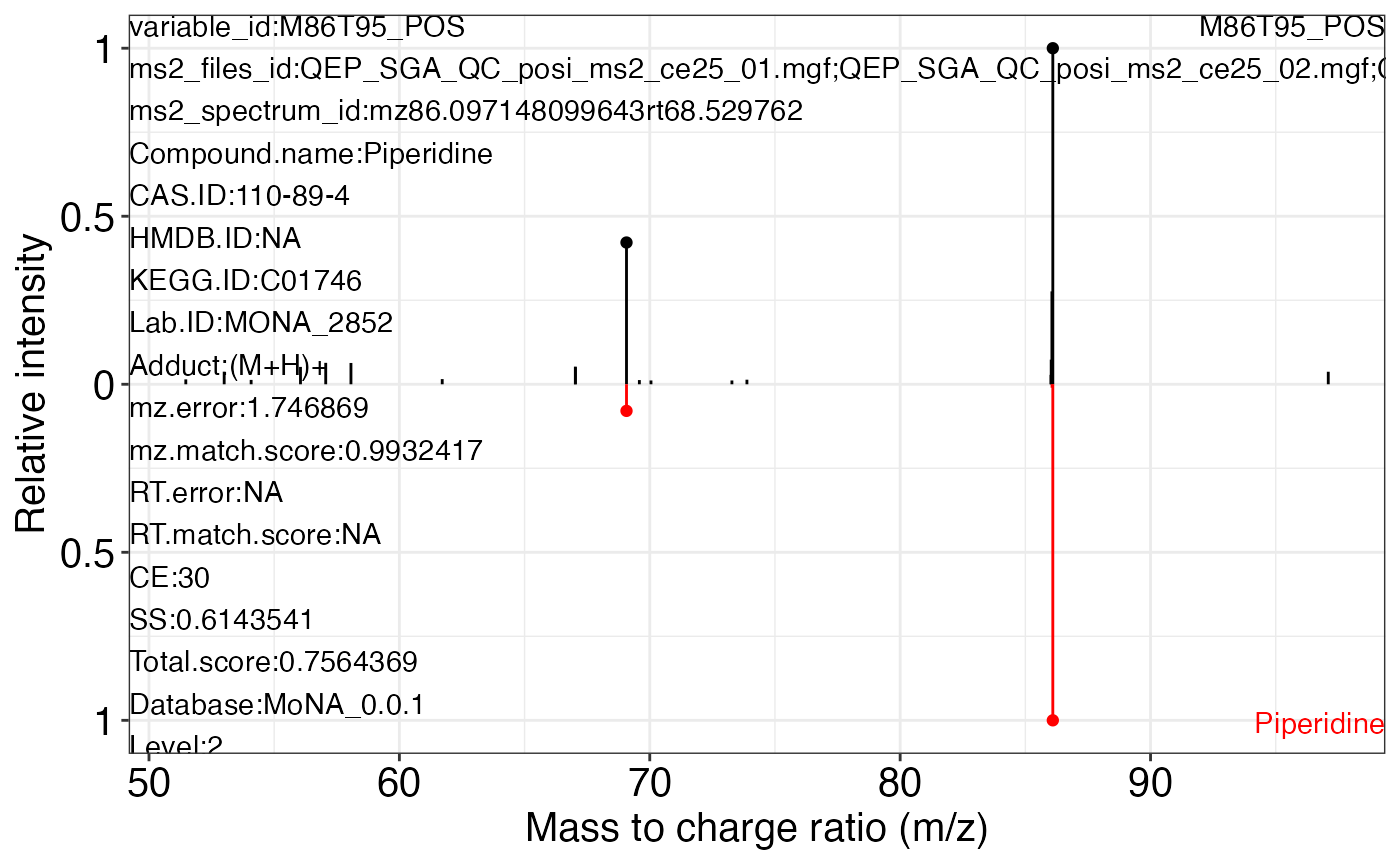 variable_id:M86T95_POS
M86T95_POS
ms2_files_id:QEP_SGA_QC_posi_ms2_ce25_01.mgf;QEP_SGA_QC_posi_ms2_ce25_02.mgf;
ms2_spectrum_id:mz86.097148099643rt68.529762
Compound.name:Piperidine
CAS.ID:110-89-4
HMDB.ID:NA
KEGG.ID:C01746
Lab.ID:MONA_2852
Adduct:(M+H)+
mz.error:1.746869
mz.match.score:0.9932417
RT.error:NA
RT.match.score:NA
CE:30
SS:0.6143541
Total.score:0.7564369
Database:MoNA_0.0.1
Level:2
Piperidine
1
0.5
0
0.5
1
Relative intensity
50 60 70 80 90
Mass to charge ratio (m/z)